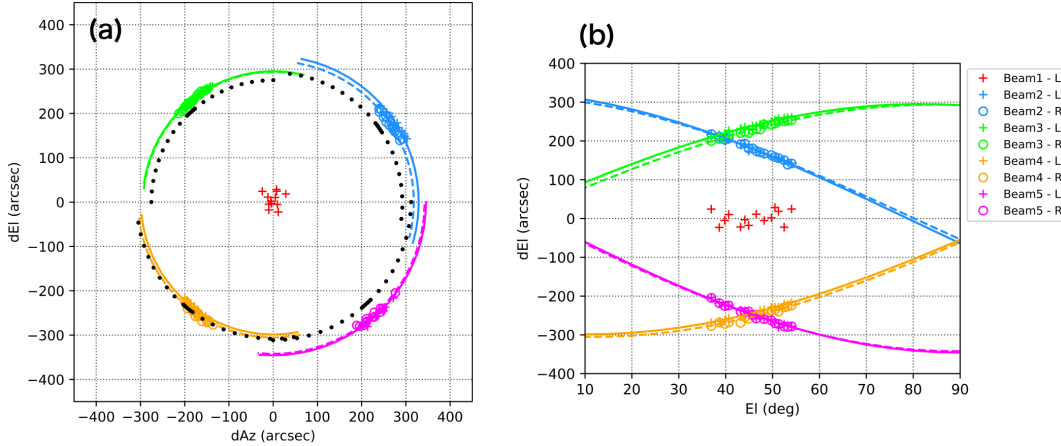 (a)
400
300
200
100
0
−100
−200
−300
−400
dEl (arcsec)
−400 −300 −200 −100 0 100 200 300 400
dAz (arcsec)
(b)
400
300
200
100
0
−100
−200
−300
−400
dEl (arcsec)
10 20 30 40 50 60 70 80 90
El (deg)
Beam1 - L
Beam2 - L
Beam2 - R
Beam3 - L
Beam3 - R
Beam4 - L
Beam4 - R
Beam5 - L
Beam5 - R